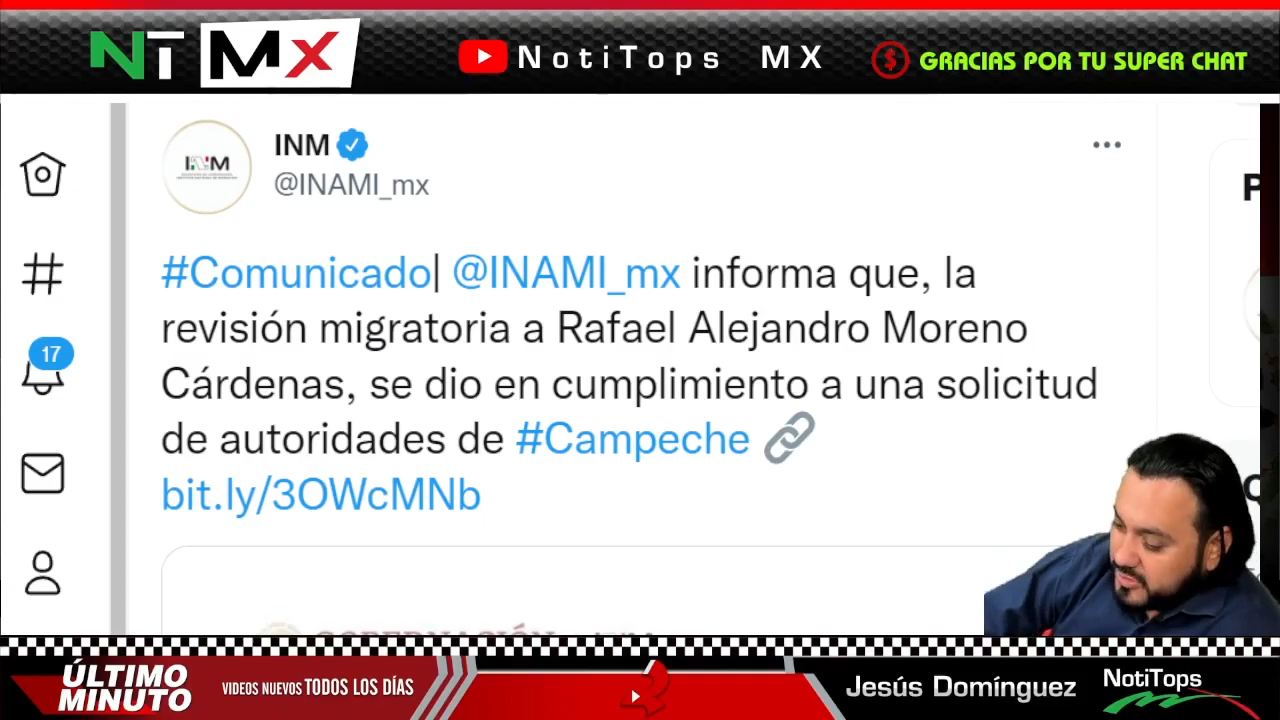 NT MX
NotiTops MX
GRACIAS POR TU SUPER CHAT
INM
@INAMI_mx
#Comunicado| @INAMI_mx informa que, la
revisión migratoria a Rafael Alejandro Moreno
Cárdenas, se dio en cumplimiento a una solicitud
de autoridades de #Campeche
bit.ly/3OWcMNb
17
ÚLTIMO
MINUTO
VIDEOS NUEVOS TODOS LOS DÍAS
Jesús Domínguez
NotiTops